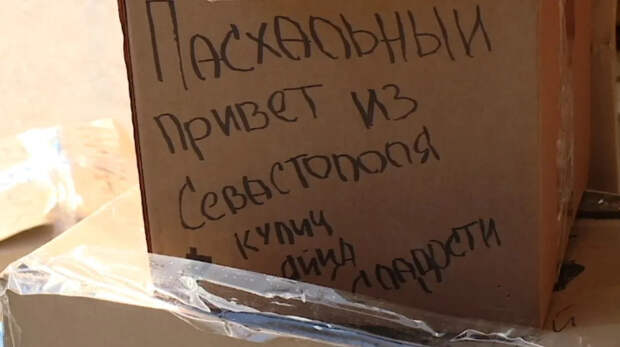 Пасхальный
привет из
Севастополя
+ кулич
яйца
сладости